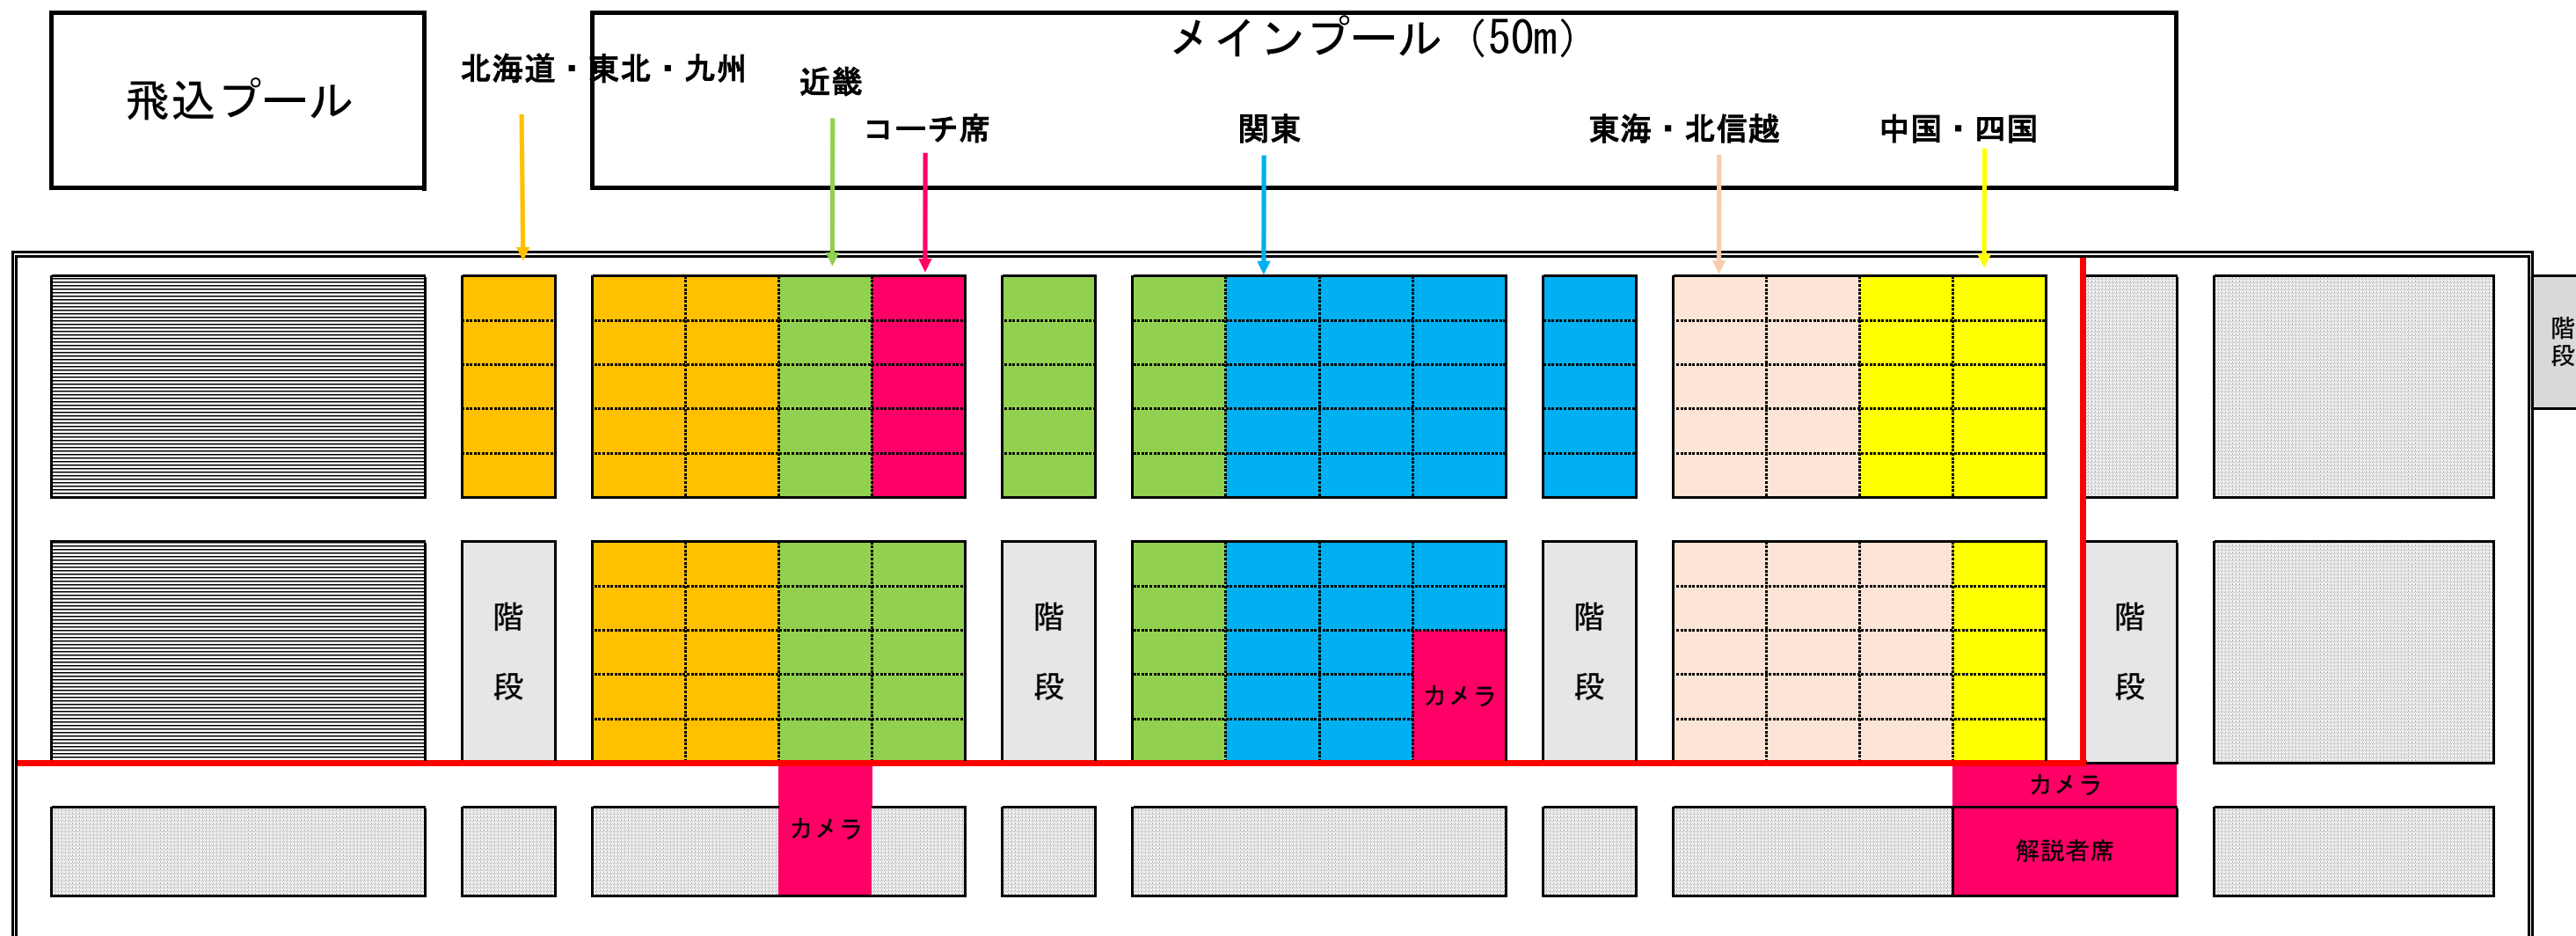 メインプール（50m）
飛込プール
北海道・東北・九州
近畿
コーチ席
関東
東海・北信越
中国・四国
階段
階段
階段
階段
階段
カメラ
カメラ
カメラ
解説者席